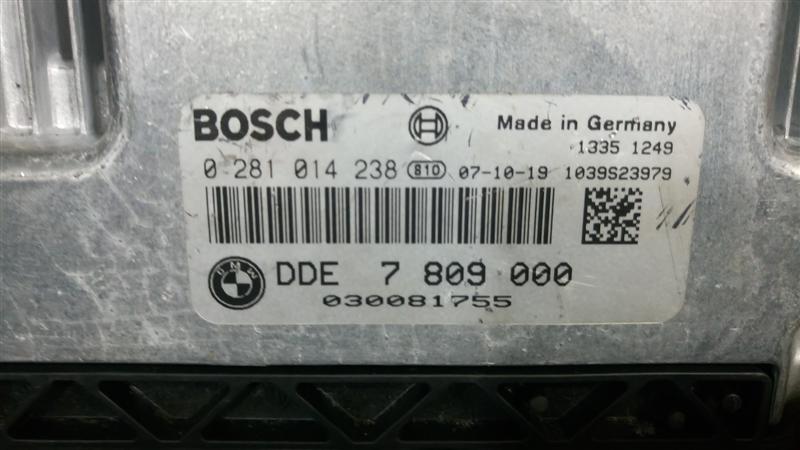 BOSCH Made in Germany
1335 1249
0 281 014 238 810 07-10-19 1039S23979
BMW DDE 7 809 000
030081755